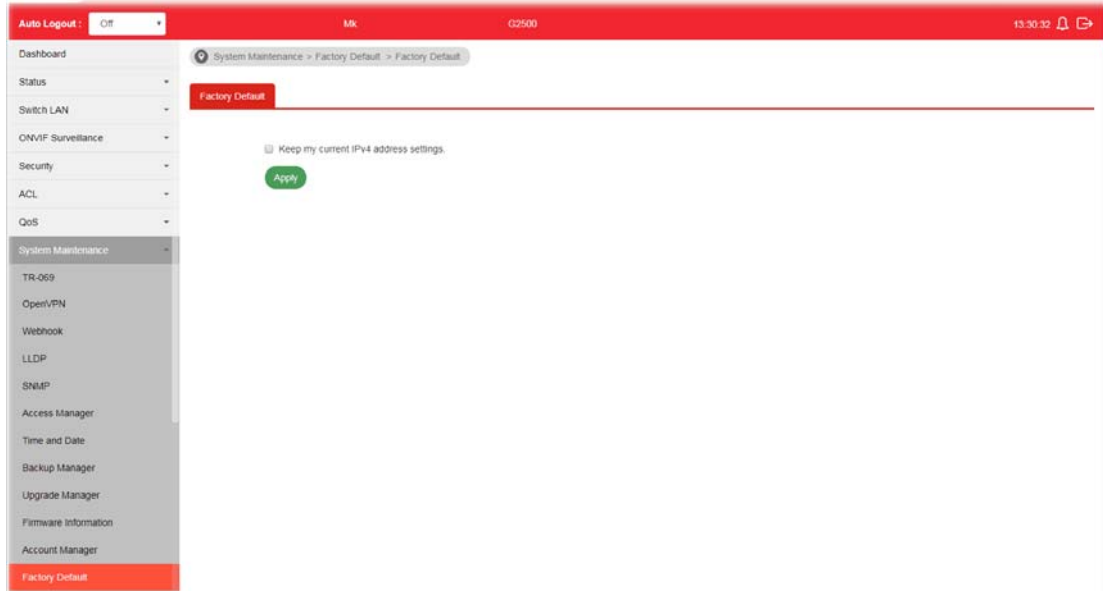 Auto Logout : Off Mk G2500 13:30:32
Dashboard
Status
Switch LAN
ONVIF Surveillance
Security
ACL
QoS
System Maintenance
TR-069
OpenVPN
Webhook
LLDP
SNMP
Access Manager
Time and Date
Backup Manager
Upgrade Manager
Firmware Information
Account Manager
Factory Default
System Maintenance > Factory Default > Factory Default
Factory Default
Keep my current IPv4 address settings.
Apply